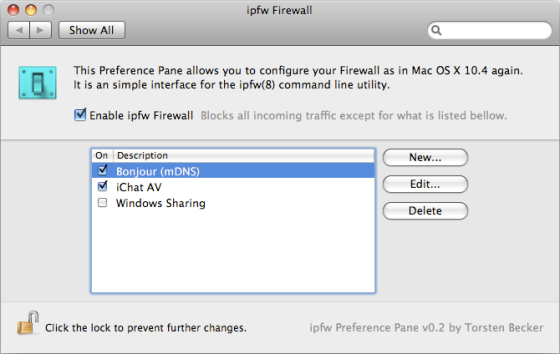 ipfw Firewall
Show All
This Preference Pane allows you to configure your Firewall as in Mac OS X 10.4 again.
It is an simple interface for the ipfw(8) command line utility.
Enable ipfw Firewall Blocks all incoming traffic except for what is listed bellow.
On Description
Bonjour (mDNS)
iChat AV
Windows Sharing
New...
Edit...
Delete
Click the lock to prevent further changes.
ipfw Preference Pane v0.2 by Torsten Becker